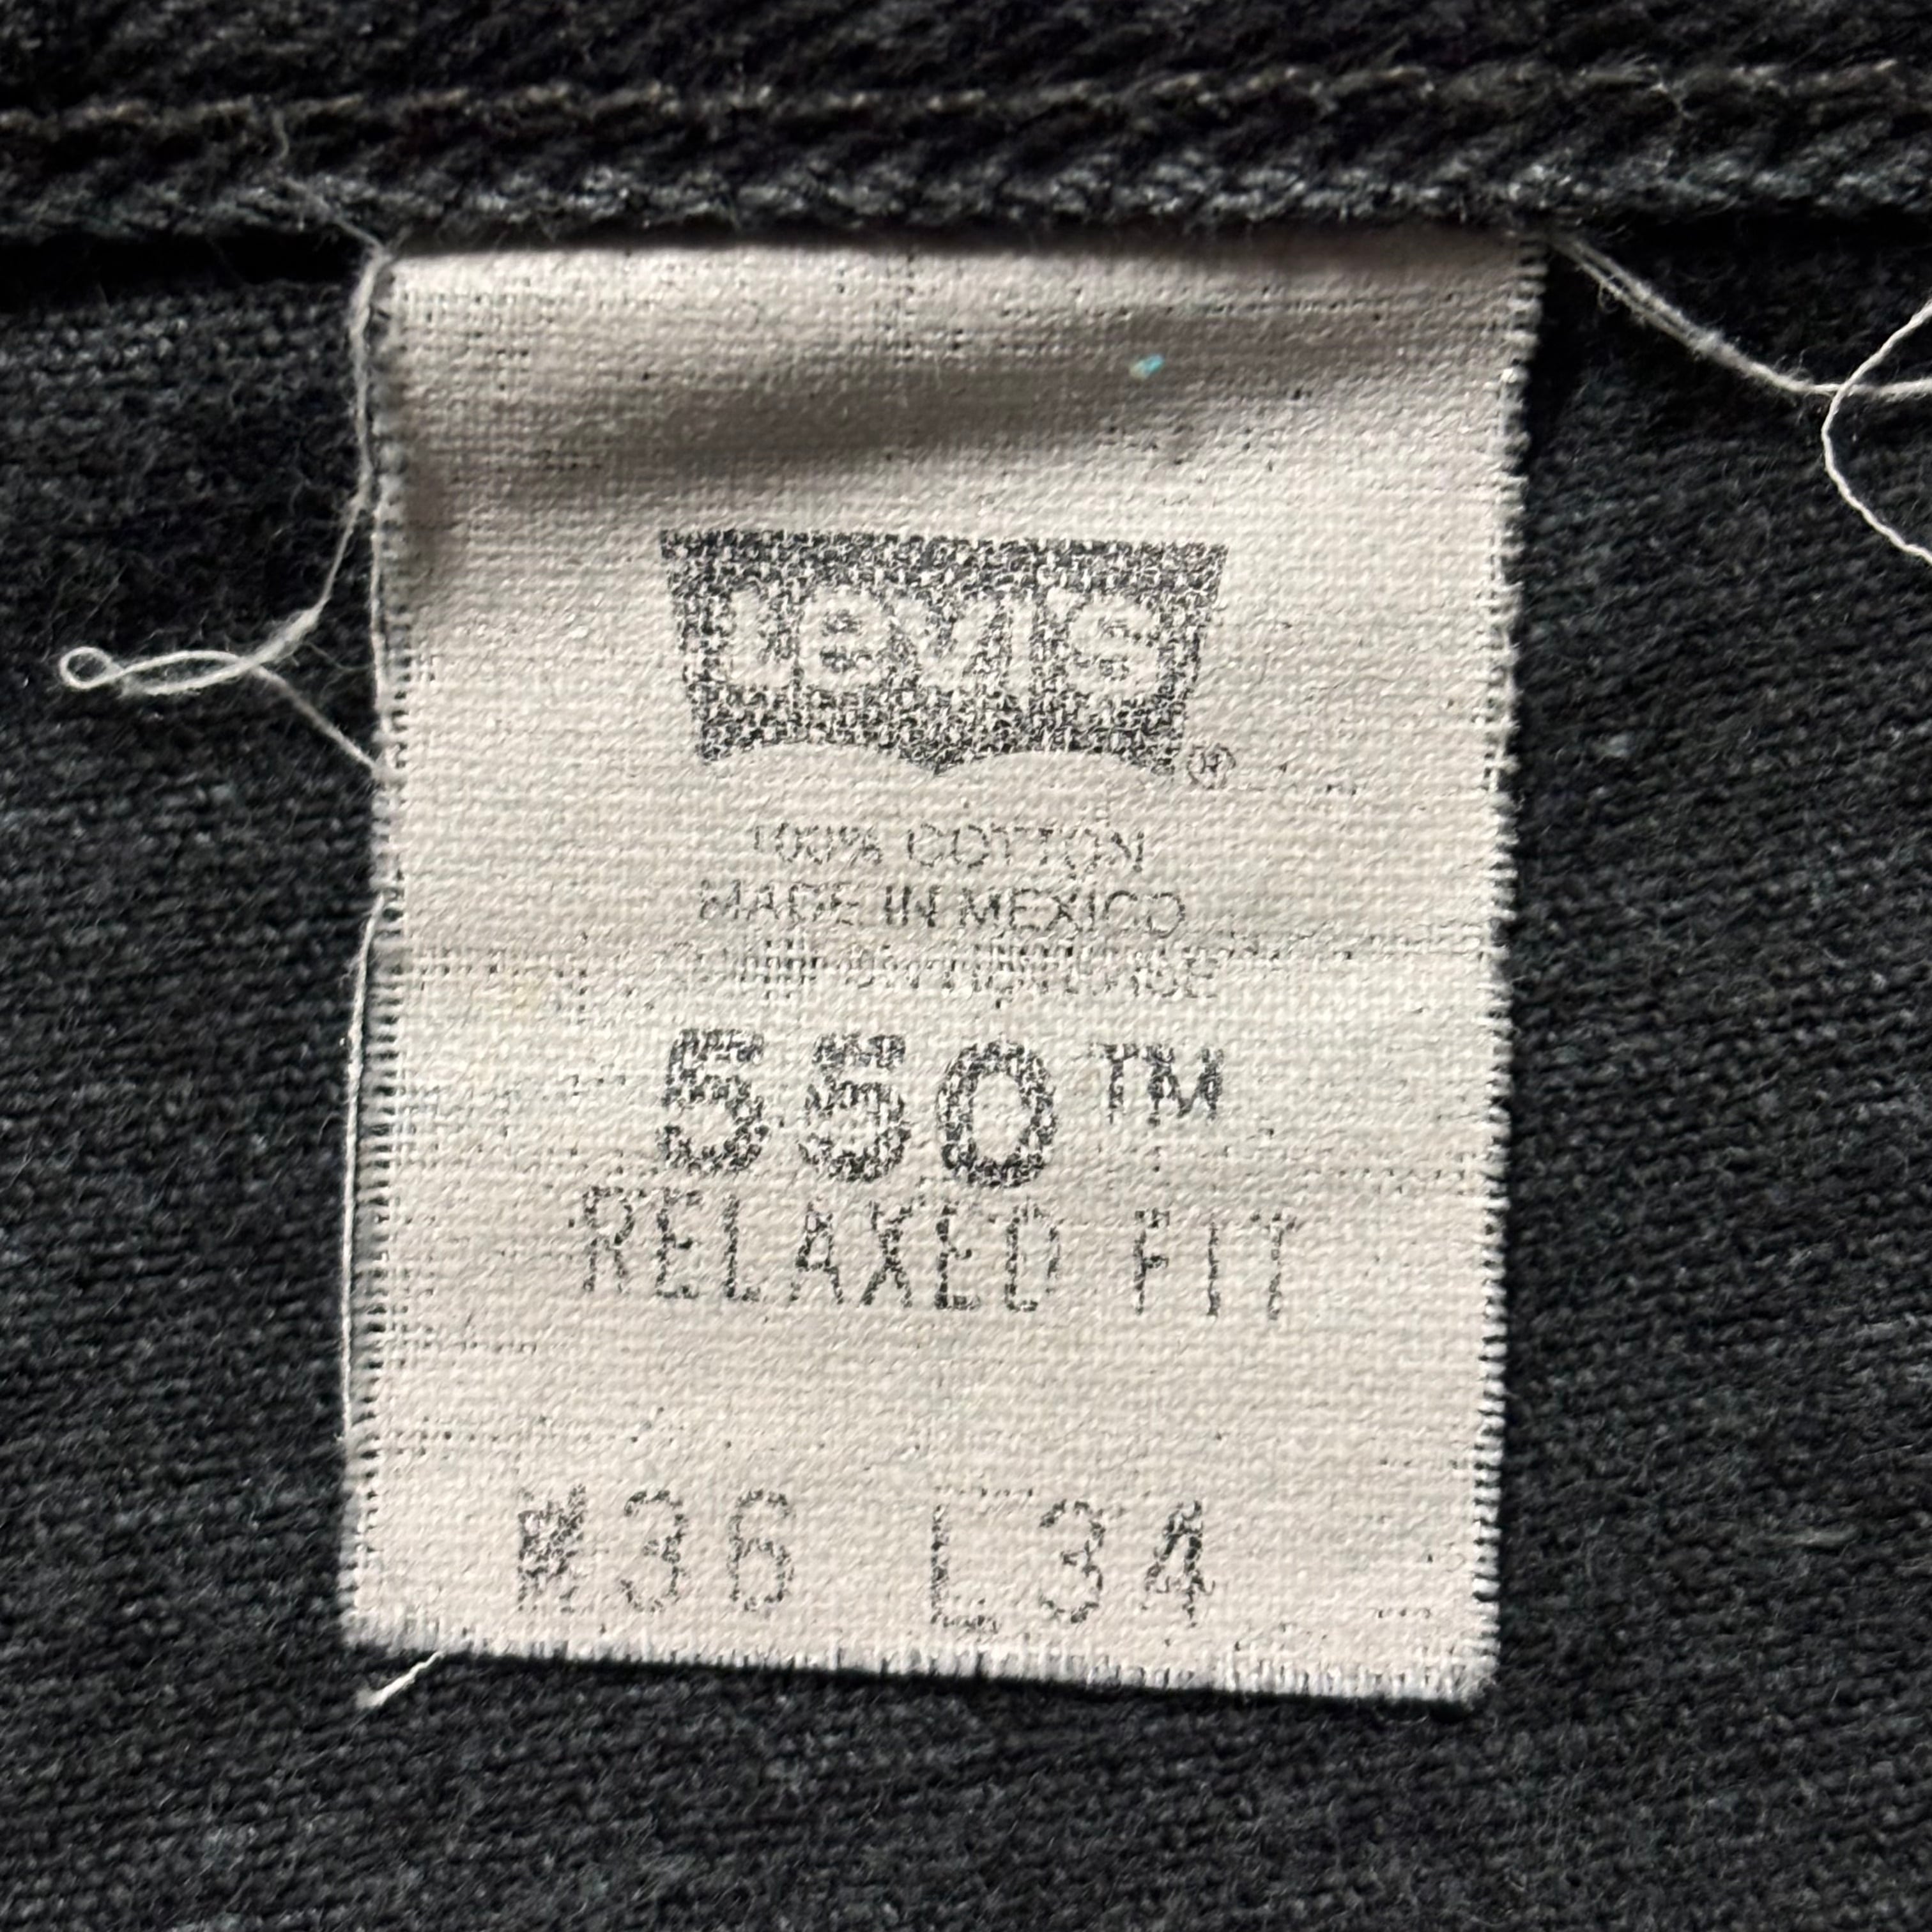 Levi's ®
100% COTTON
MADE IN MEXICO
550™
RELAXED FIT
W36 L34